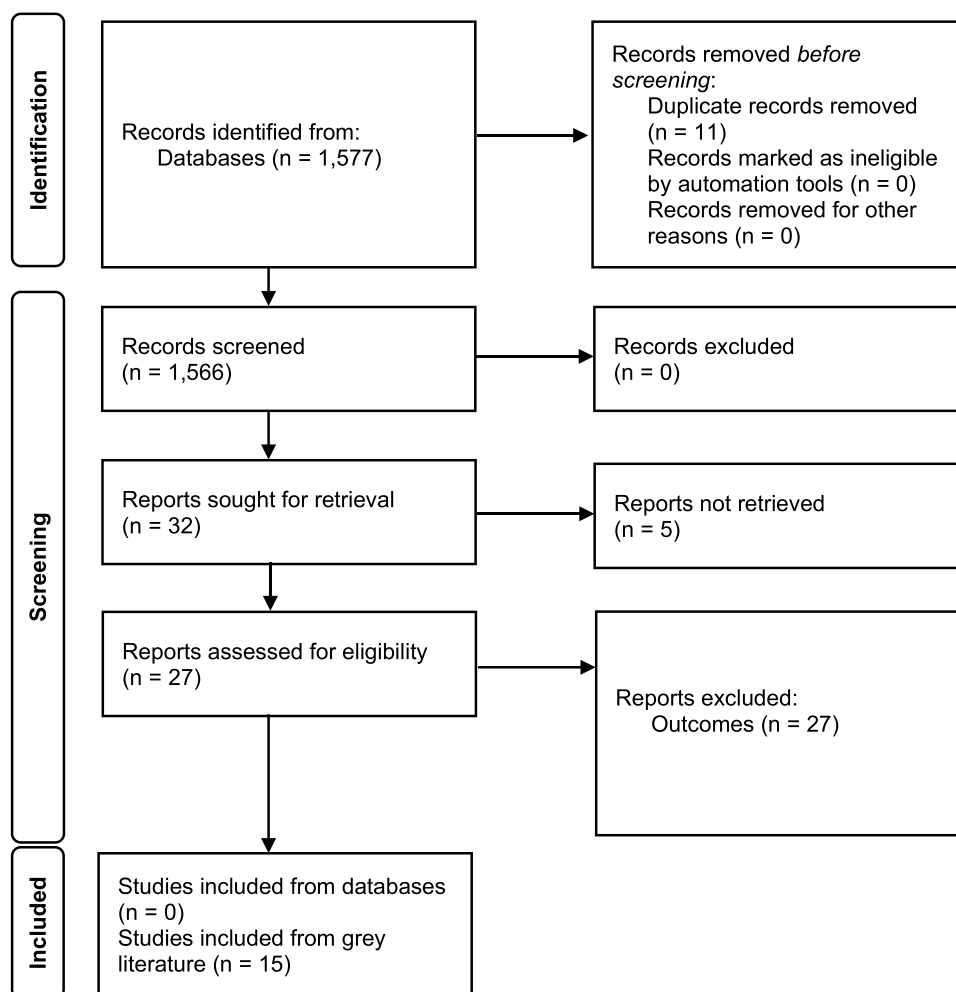 Identification
Records identified from:
Databases (n = 1,577)
Records removed before
screening:
Duplicate records removed
(n = 11)
Records marked as ineligible
by automation tools (n = 0)
Records removed for other
reasons (n = 0)
Screening
Records screened
(n = 1,566)
Records excluded
(n = 0)
Reports sought for retrieval
(n = 32)
Reports not retrieved
(n = 5)
Reports assessed for eligibility
(n = 27)
Reports excluded:
Outcomes (n = 27)
Included
Studies included from databases
(n = 0)
Studies included from grey
literature (n = 15)